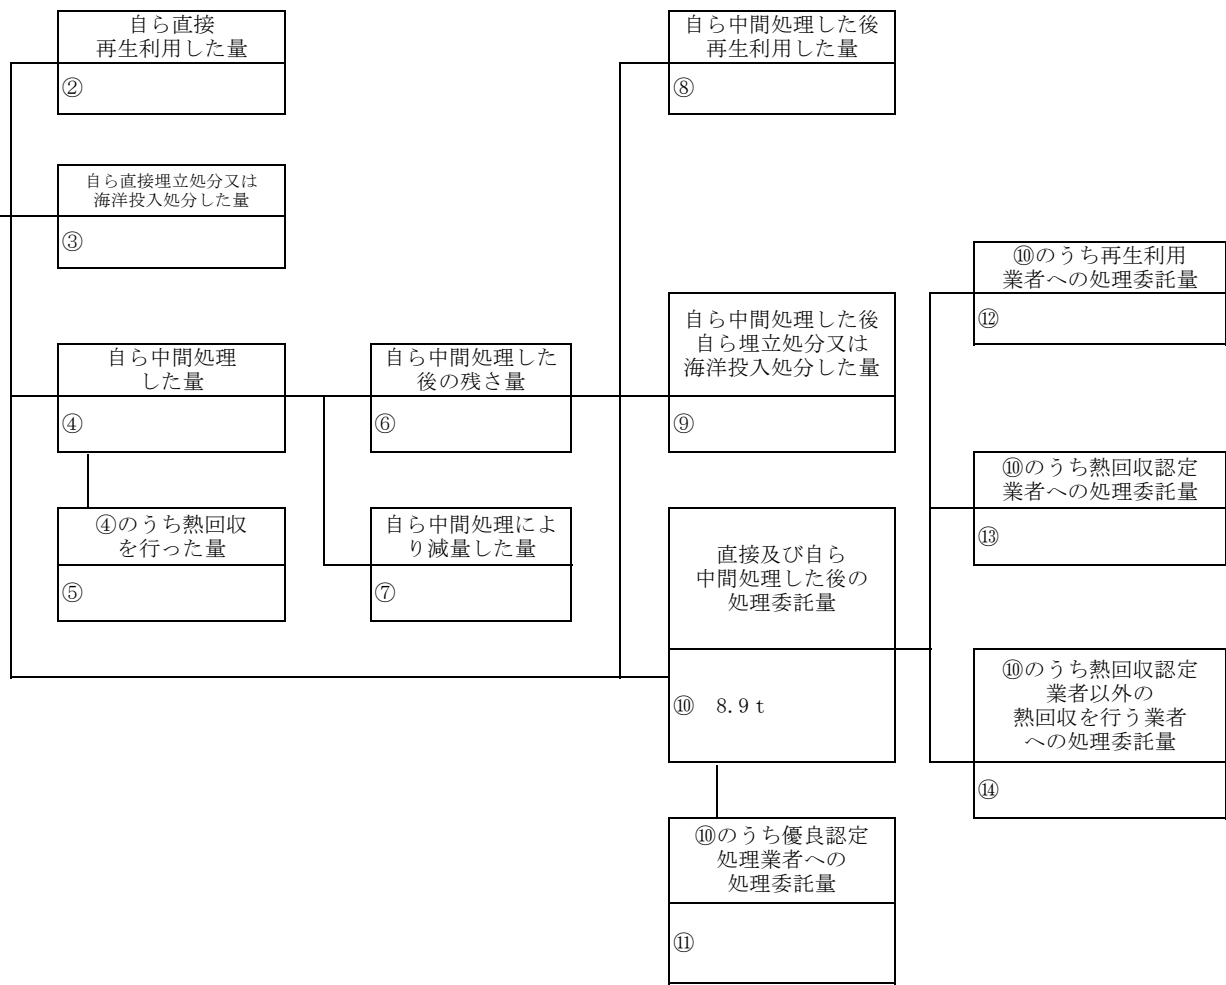 自ら直接
再生利用した量
②
自ら直接埋立処分又は
海洋投入処分した量
③
自ら中間処理
した量
④
④のうち熱回収
を行った量
⑤
自ら中間処理した
後の残さ量
⑥
自ら中間処理によ
り減量した量
⑦
自ら中間処理した後
再生利用した量
⑧
自ら中間処理した後
自ら埋立処分又は
海洋投入処分した量
⑨
直接及び自ら
中間処理した後の
処理委託量
⑩ 8.9t
⑩のうち優良認定
処理業者への
処理委託量
⑪
⑩のうち再生利用
業者への処理委託量
⑫
⑩のうち熱回収認定
業者への処理委託量
⑬
⑩のうち熱回収認定
業者以外の
熱回収を行う業者
への処理委託量
⑭